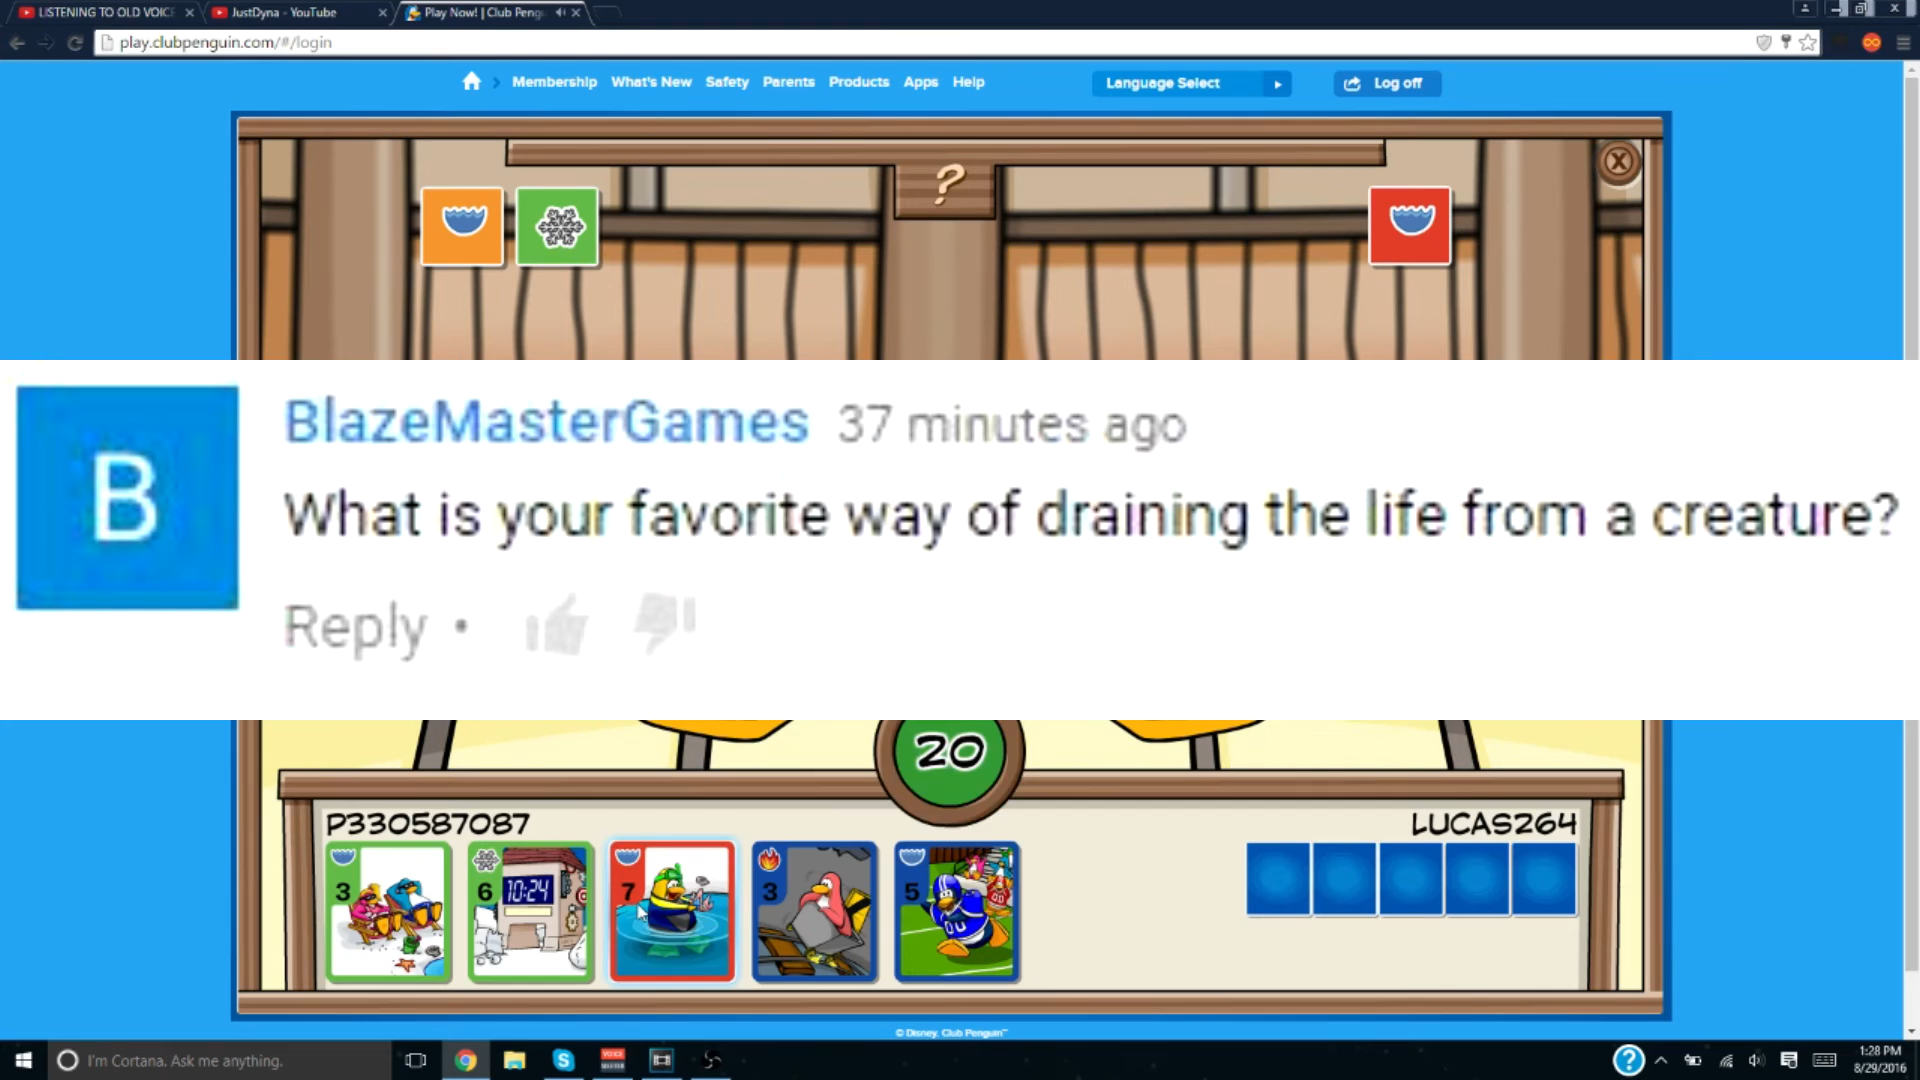 LISTENING TO OLD VOICE
JustDyna - YouTube
Play Now! | Club Peng
play.clubpenguin.com/#/login
Membership What's New Safety Parents Products Apps Help
Language Select
Log off
?
BlazeMasterGames 37 minutes ago
B
What is your favorite way of draining the life from a creature?
Reply •
20
P330587087
LUCAS264
3
6
10:24
7
3
5
00
© Disney. Club Penguin™
I'm Cortana. Ask me anything.
1:28 PM
8/29/2016